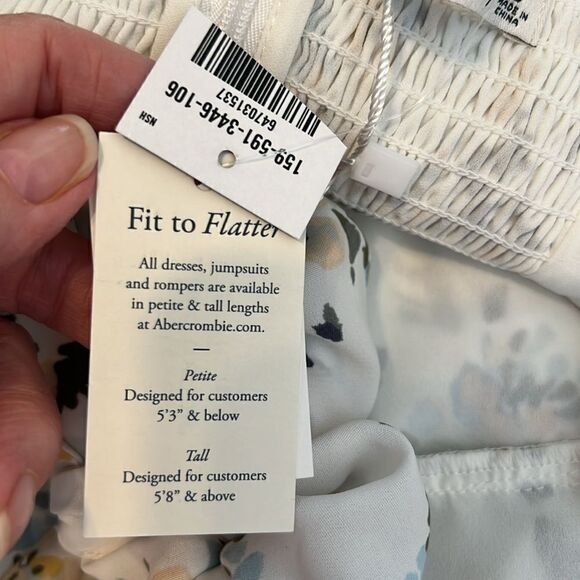 MADE IN
CHINA
159-591-3446-106
647031537
NSH
Fit to Flatter
All dresses, jumpsuits
and rompers are available
in petite & tall lengths
at Abercrombie.com.
—
Petite
Designed for customers
5'3" & below
Tall
Designed for customers
5'8" & above